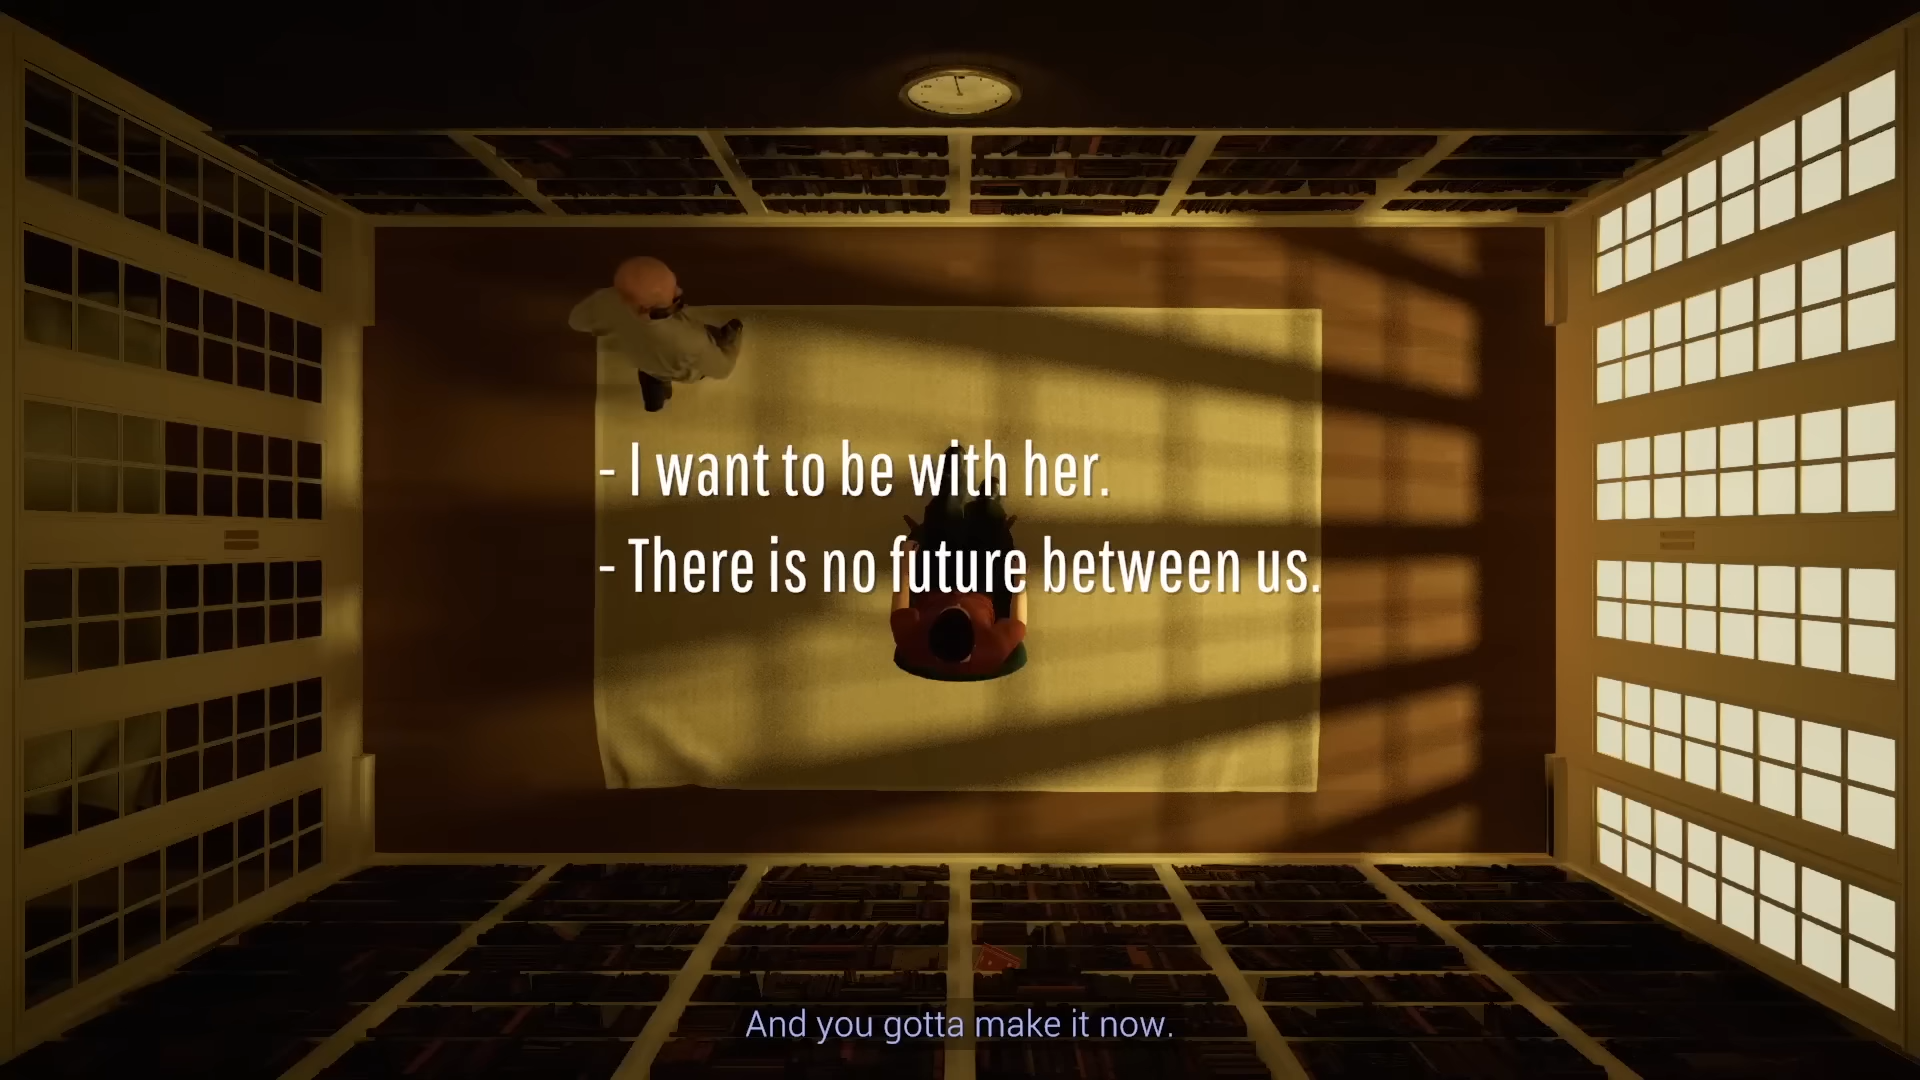 - I want to be with her.
- There is no future between us.
And you gotta make it now.